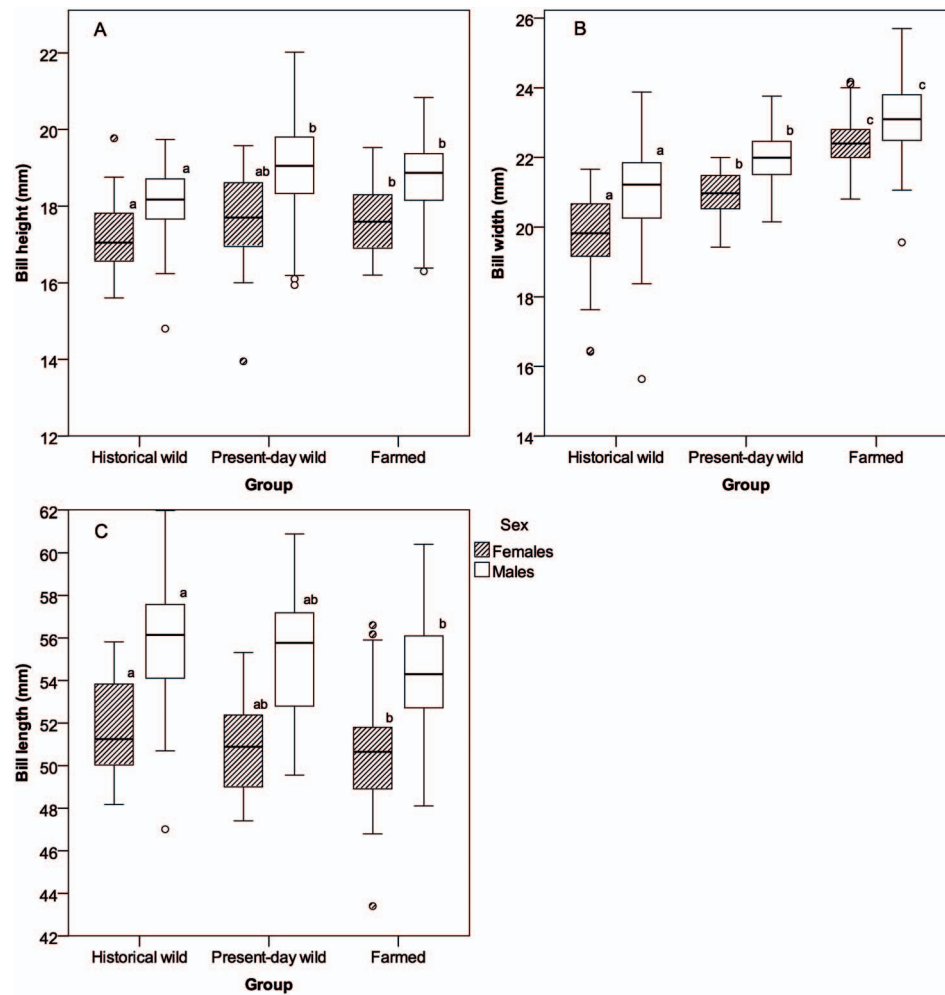 A
Bill height (mm)
22
20
18
16
14
12
a
a
ab
b
b
b
Historical wild
Present-day wild
Farmed
Group
B
Bill width (mm)
26
24
22
20
18
16
14
a
a
b
b
c
c
Historical wild
Present-day wild
Farmed
Group
C
Bill length (mm)
62
60
58
56
54
52
50
48
46
44
42
a
a
ab
ab
b
b
Historical wild
Present-day wild
Farmed
Group
Sex
Females
Males